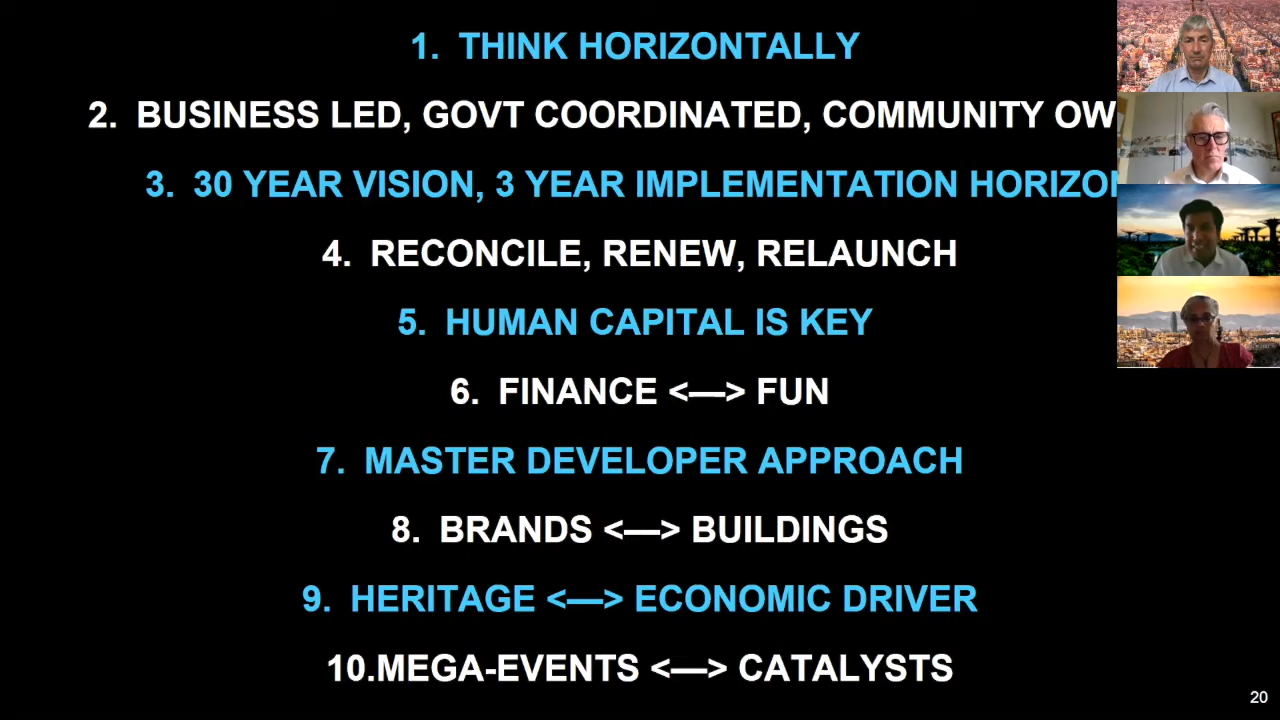 1. THINK HORIZONTALLY
2. BUSINESS LED, GOVT COORDINATED, COMMUNITY OW
3. 30 YEAR VISION, 3 YEAR IMPLEMENTATION HORIZON
4. RECONCILE, RENEW, RELAUNCH
5. HUMAN CAPITAL IS KEY
6. FINANCE <—> FUN
7. MASTER DEVELOPER APPROACH
8. BRANDS <—> BUILDINGS
9. HERITAGE <—> ECONOMIC DRIVER
10.MEGA-EVENTS <—> CATALYSTS
20